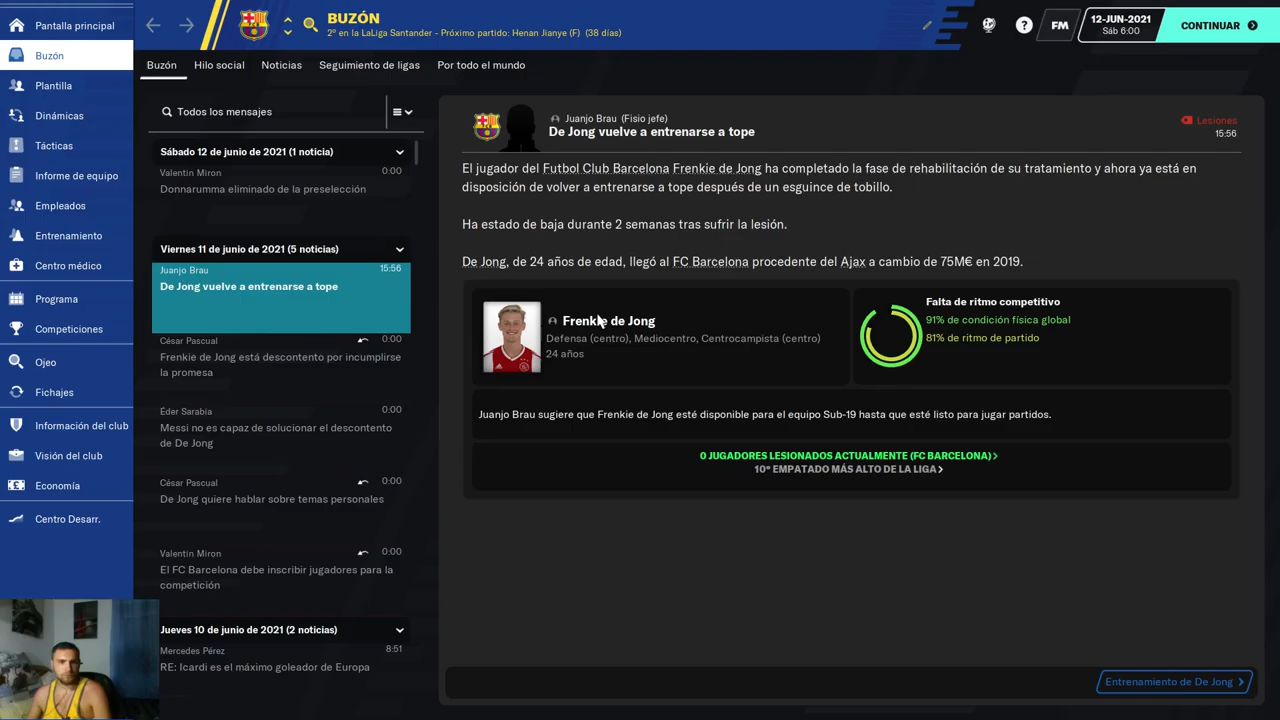 Pantalla principal
Buzón
Plantilla
Dinámicas
Tácticas
Informe de equipo
Empleados
Entrenamiento
Centro médico
Programa
Competiciones
Ojeo
Fichajes
Información del club
Visión del club
Economía
Centro Desarr.
BUZÓN
2º en la LaLiga Santander - Próximo partido: Henan Jianye (F) (38 días)
?
FM
12-JUN-2021
Sáb 6:00
CONTINUAR
Buzón
Hilo social
Noticias
Seguimiento de ligas
Por todo el mundo
Todos los mensajes
Sábado 12 de junio de 2021 (1 noticia)
Valentin Miron 0:00
Donnarumma eliminado de la preselección
Viernes 11 de junio de 2021 (5 noticias)
Juanjo Brau 15:56
De Jong vuelve a entrenarse a tope
César Pascual 0:00
Frenkie de Jong está descontento por incumplirse
la promesa
Éder Sarabia 0:00
Messi no es capaz de solucionar el descontento
de De Jong
César Pascual 0:00
De Jong quiere hablar sobre temas personales
Valentin Miron 0:00
El FC Barcelona debe inscribir jugadores para la
competición
Jueves 10 de junio de 2021 (2 noticias)
Mercedes Pérez 8:51
RE: Icardi es el máximo goleador de Europa
Juanjo Brau (Fisio jefe)
De Jong vuelve a entrenarse a tope
Lesiones
15:56
El jugador del Futbol Club Barcelona Frenkie de Jong ha completado la fase de rehabilitación de su tratamiento y ahora ya está en
disposición de volver a entrenarse a tope después de un esguince de tobillo.
Ha estado de baja durante 2 semanas tras sufrir la lesión.
De Jong, de 24 años de edad, llegó al FC Barcelona procedente del Ajax a cambio de 75M€ en 2019.
Frenkie de Jong
Defensa (centro), Mediocentro, Centrocampista (centro)
24 años
Falta de ritmo competitivo
91% de condición física global
81% de ritmo de partido
Juanjo Brau sugiere que Frenkie de Jong esté disponible para el equipo Sub-19 hasta que esté listo para jugar partidos.
0 JUGADORES LESIONADOS ACTUALMENTE (FC BARCELONA)
10º EMPATADO MÁS ALTO DE LA LIGA
Entrenamiento de De Jong